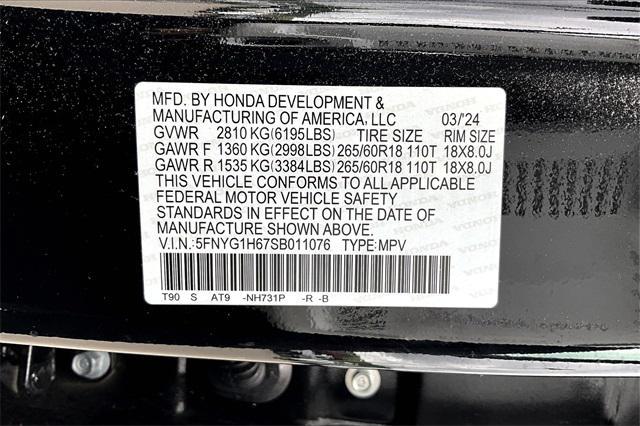 MFD. BY HONDA DEVELOPMENT &
MANUFACTURING OF AMERICA, LLC 03/'24
GVWR 2810 KG(6195LBS) TIRE SIZE RIM SIZE
GAWR F 1360 KG(2998LBS) 265/60R18 110T 18X8.0J
GAWR R 1535 KG(3384LBS) 265/60R18 110T 18X8.0J
THIS VEHICLE CONFORMS TO ALL APPLICABLE
FEDERAL MOTOR VEHICLE SAFETY
STANDARDS IN EFFECT ON THE DATE OF
MANUFACTURE SHOWN ABOVE.
V.I.N.:5FNYG1H67SB011076 TYPE:MPV
T90 S AT9 -NH731P -R -B